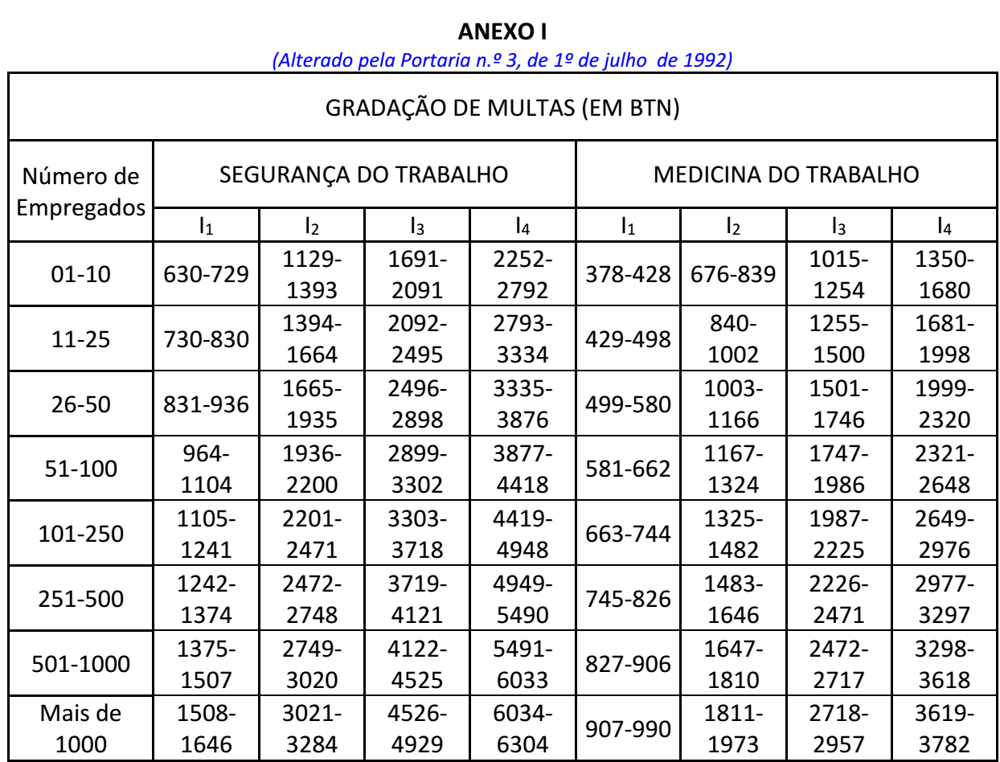 ANEXO I
(Alterado pela Portaria n.º 3, de 1º de julho de 1992)
GRADAÇÃO DE MULTAS (EM BTN)
Número de Empregados SEGURANÇA DO TRABALHO MEDICINA DO TRABALHO
I1 I2 I3 I4 I1 I2 I3 I4
01-10 630-729 1129-1393 1691-2091 2252-2792 378-428 676-839 1015-1254 1350-1680
11-25 730-830 1394-1664 2092-2495 2793-3334 429-498 840-1002 1255-1500 1681-1998
26-50 831-936 1665-1935 2496-2898 3335-3876 499-580 1003-1166 1501-1746 1999-2320
51-100 964-1104 1936-2200 2899-3302 3877-4418 581-662 1167-1324 1747-1986 2321-2648
101-250 1105-1241 2201-2471 3303-3718 4419-4948 663-744 1325-1482 1987-2225 2649-2976
251-500 1242-1374 2472-2748 3719-4121 4949-5490 745-826 1483-1646 2226-2471 2977-3297
501-1000 1375-1507 2749-3020 4122-4525 5491-6033 827-906 1647-1810 2472-2717 3298-3618
Mais de 1000 1508-1646 3021-3284 4526-4929 6034-6304 907-990 1811-1973 2718-2957 3619-3782